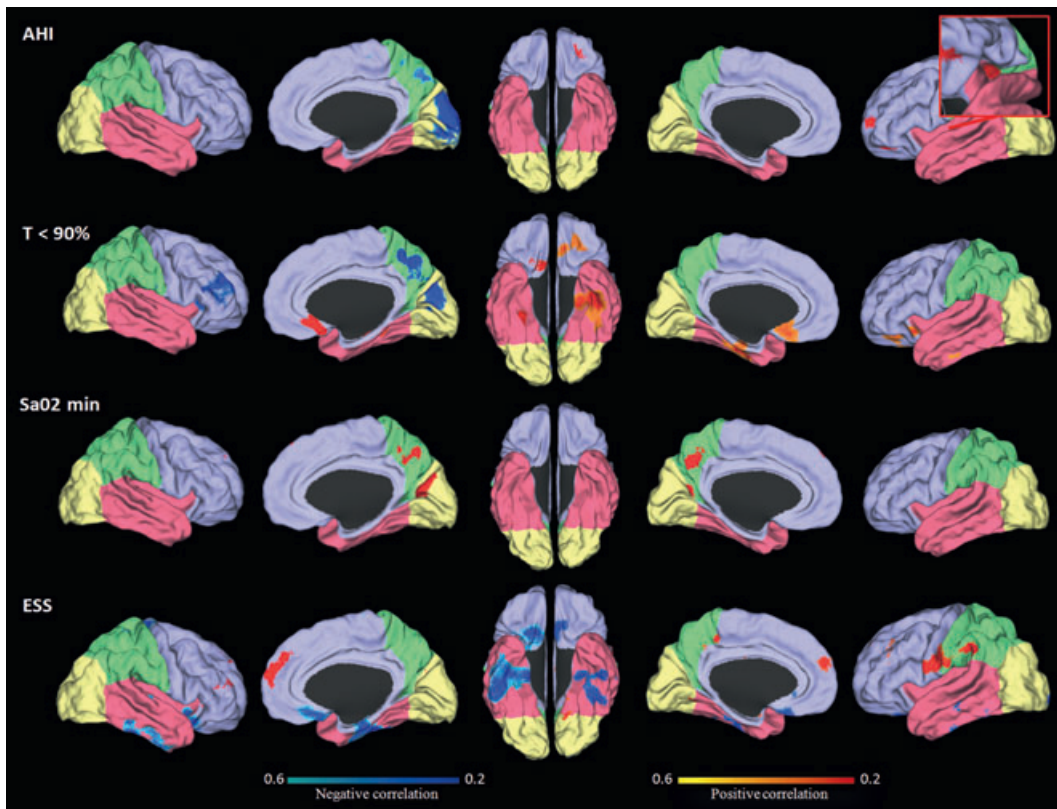 AHI
T < 90%
Sa02 min
ESS
0.6 0.2 0.6 0.2
Negative correlation Positive correlation